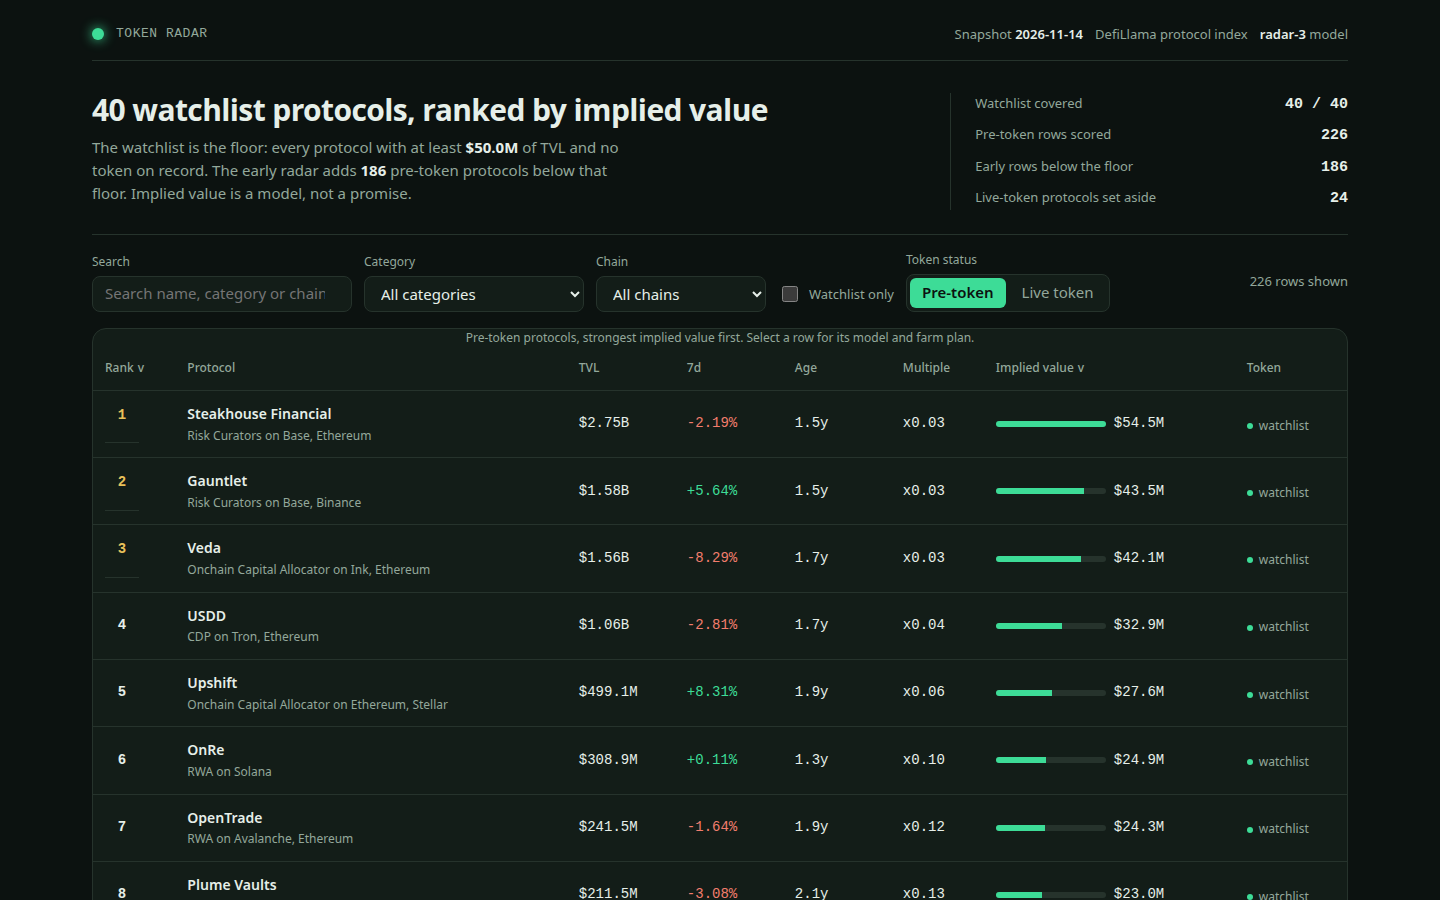 TOKEN RADAR
Snapshot 2026-11-14 DefiLlama protocol index radar-3 model
40 watchlist protocols, ranked by implied value
The watchlist is the floor: every protocol with at least $50.0M of TVL and no
token on record. The early radar adds 186 pre-token protocols below that
floor. Implied value is a model, not a promise.
Watchlist covered 40 / 40
Pre-token rows scored 226
Early rows below the floor 186
Live-token protocols set aside 24
Search
Search name, category or chain
Category
All categories
Chain
All chains
Watchlist only
Token status
Pre-token Live token
226 rows shown
Pre-token protocols, strongest implied value first. Select a row for its model and farm plan.
Rank v Protocol TVL 7d Age Multiple Implied value v Token
1 Steakhouse Financial $2.75B -2.19% 1.5y x0.03 $54.5M watchlist
Risk Curators on Base, Ethereum
2 Gauntlet $1.58B +5.64% 1.5y x0.03 $43.5M watchlist
Risk Curators on Base, Binance
3 Veda $1.56B -8.29% 1.7y x0.03 $42.1M watchlist
Onchain Capital Allocator on Ink, Ethereum
4 USDD $1.06B -2.81% 1.7y x0.04 $32.9M watchlist
CDP on Tron, Ethereum
5 Upshift $499.1M +8.31% 1.9y x0.06 $27.6M watchlist
Onchain Capital Allocator on Ethereum, Stellar
6 OnRe $308.9M +0.11% 1.3y x0.10 $24.9M watchlist
RWA on Solana
7 OpenTrade $241.5M -1.64% 1.9y x0.12 $24.3M watchlist
RWA on Avalanche, Ethereum
8 Plume Vaults $211.5M -3.08% 2.1y x0.13 $23.0M watchlist